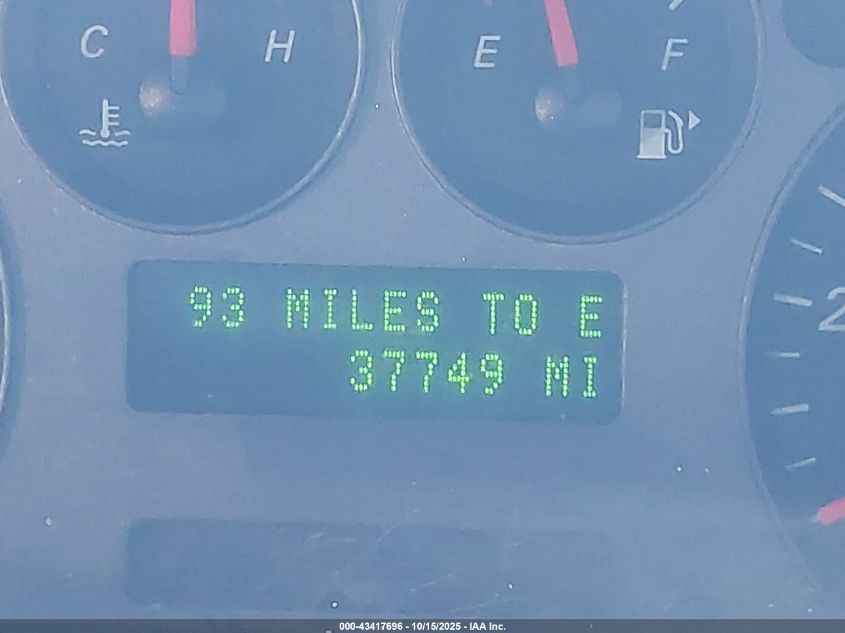 C H E F
2
93 MILES TO E
37749 MI
000-43417696 - 10/15/2025 - IAA Inc.